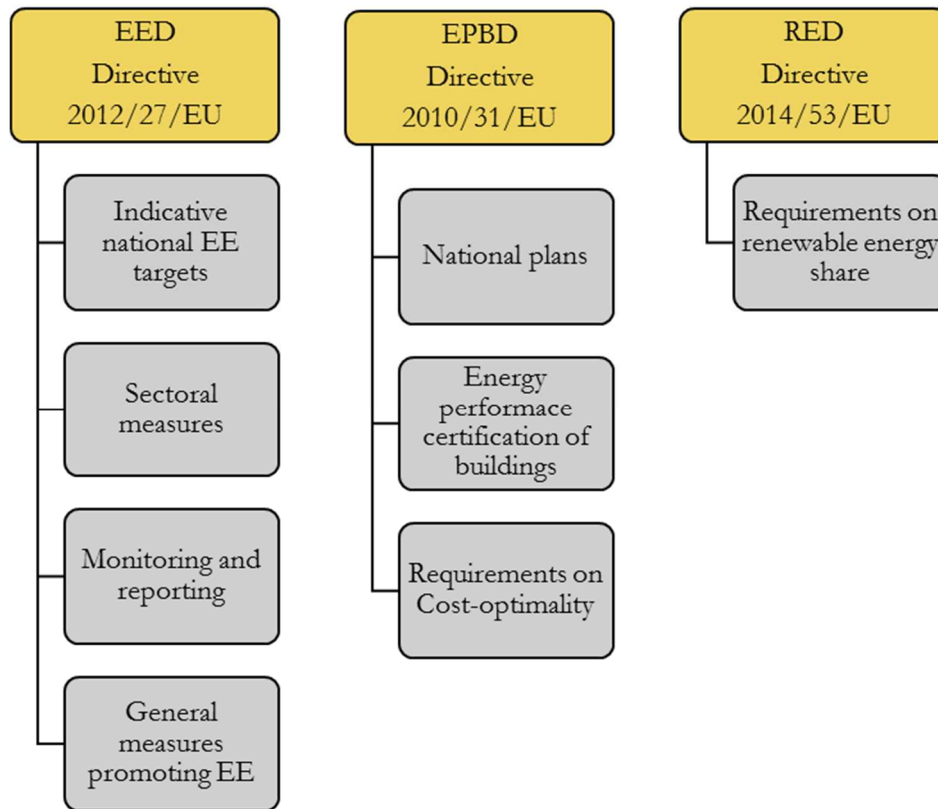 EED
Directive
2012/27/EU
Indicative
national EE
targets
Sectoral
measures
Monitoring and
reporting
General
measures
promoting EE
EPBD
Directive
2010/31/EU
National plans
Energy
performace
certification of
buildings
Requirements on
Cost-optimality
RED
Directive
2014/53/EU
Requirements on
renewable energy
share